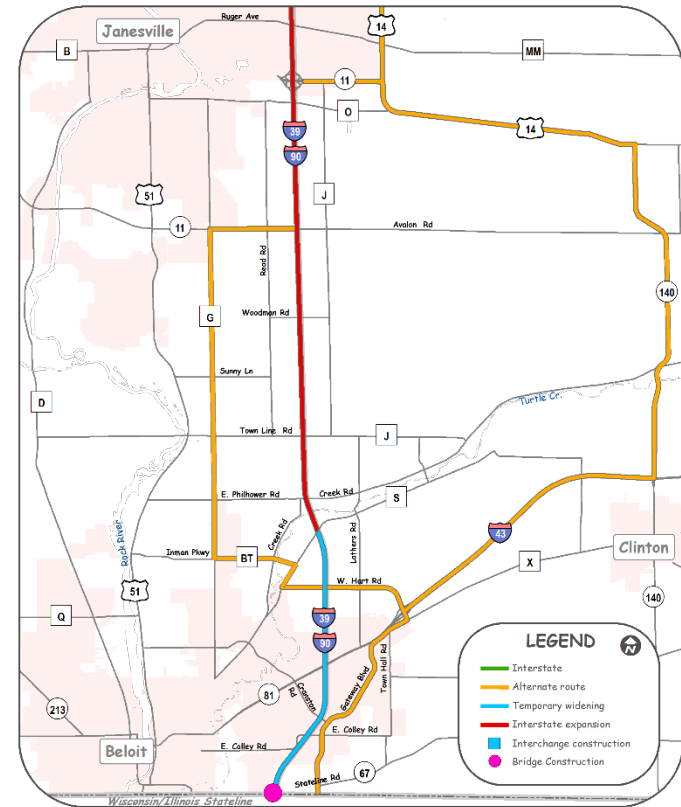 Ruger Ave
14
Janesville
B
MM
11
O
39
90
14
51
J
11
Avalon Rd
Read Rd
140
G
Woodman Rd
Sunny Ln
Turtle Cr.
D
Town Line Rd
J
E. Philhower Rd
Creek Rd
S
Rock River
Creek Rd
Lathers Rd
43
Inman Pkwy
BT
Clinton
X
W. Hart Rd
51
140
Q
39
90
LEGEND
N
Interstate
Alternate route
Temporary widening
Interstate expansion
Interchange construction
Bridge Construction
Town Hall Rd
Gateway Blvd
81
Cranston Rd
213
E. Colley Rd
Beloit
E. Colley Rd
67
Stateline Rd
Wisconsin/Illinois Stateline